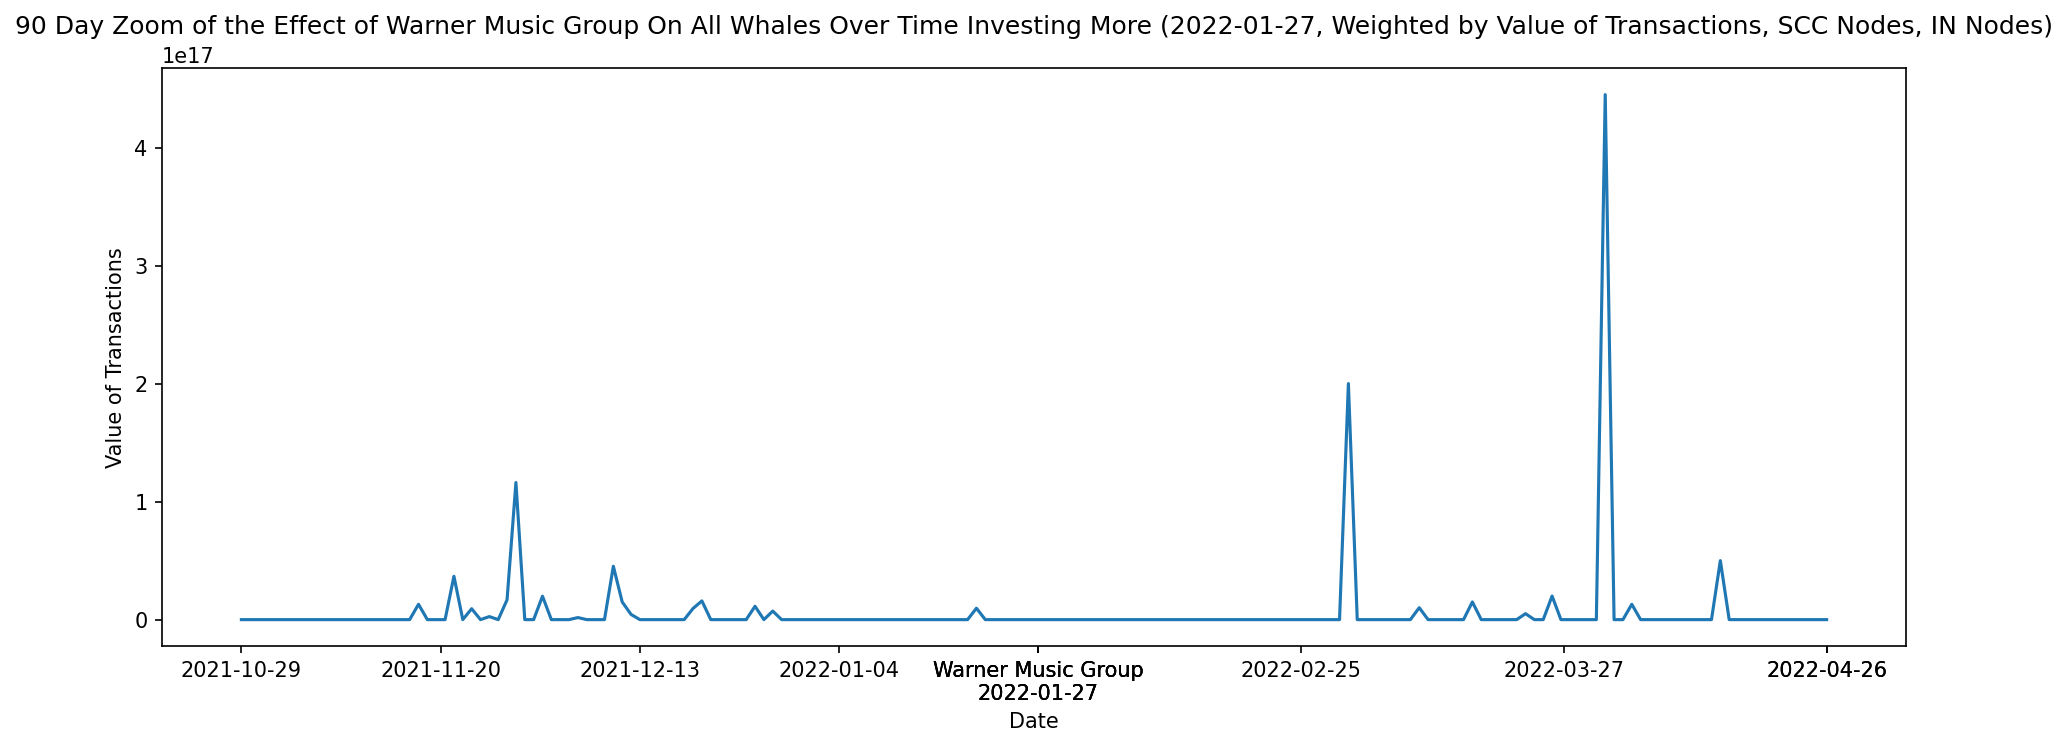 90 Day Zoom of the Effect of Warner Music Group On All Whales Over Time Investing More (2022-01-27, Weighted by Value of Transactions, SCC Nodes, IN Nodes)
1e17
4
3
2
1
0
Value of Transactions
2021-10-29 2021-11-20 2021-12-13 2022-01-04 Warner Music Group 2022-02-25 2022-03-27 2022-04-26
2022-01-27
Date